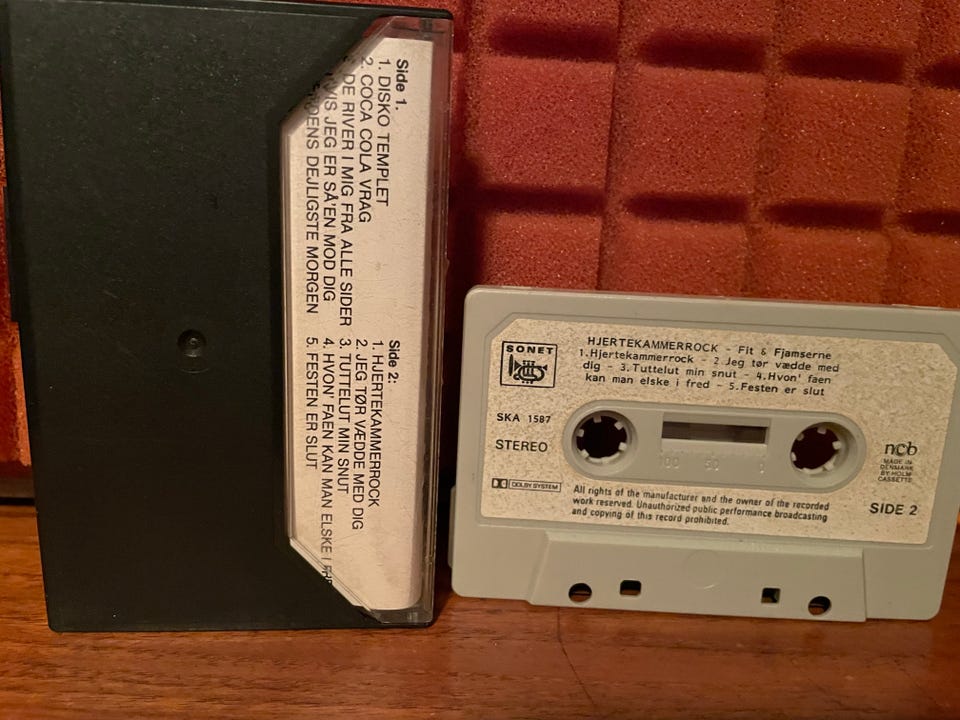 Side 1.
1. DISKO TEMPLET
2. COCA COLA VRAG
DE RIVER I MIG FRA ALLE SIDER
JEG ER SÅ'EN MOD DIG
DEJLIGSTE MORGEN
Side 2:
1. HJERTEKAMMERROCK
2. JEG TØR VÆDDE MED DIG
3. TUTTELUT MIN SNUT
4. HVON' FAEN KAN MAN ELSKE I
5. FESTEN ER SLUT
SONET
HJERTEKAMMERROCK - Fit & Fjamserne
1.Hjertekammerrock - 2.Jeg tør vædde med
dig - 3.Tuttelut min snut - 4.Hvon' faen
kan man elske i fred - 5.Festen er slut
SKA 1587
STEREO
DOLBY SYSTEM
100 50 0
ncb
MADE IN
DENMARK
BY HOLM
CASSETTE
SIDE 2
All rights of the manufacturer and the owner of the recorded
work reserved. Unauthorized public performance broadcasting
and copying of this record prohibited.